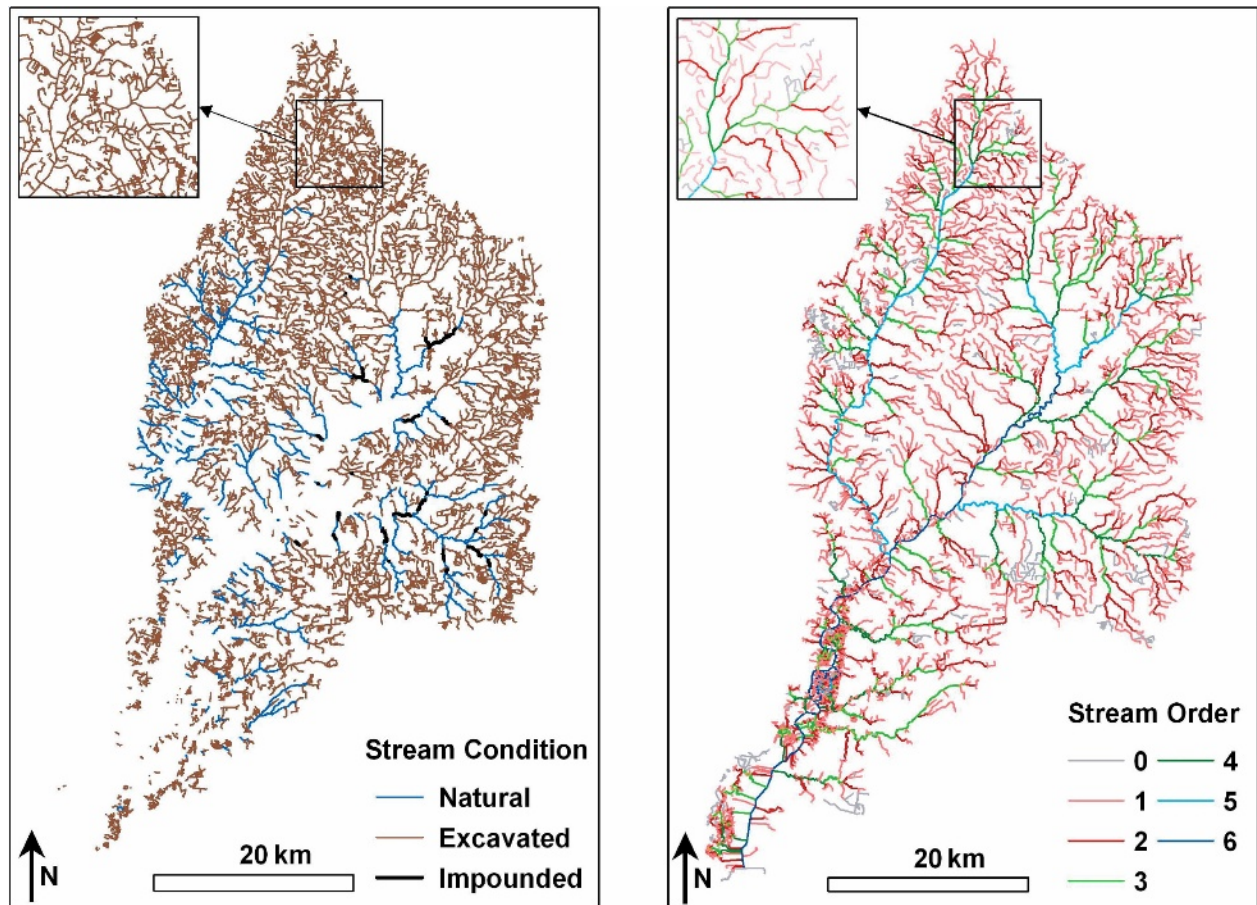 Stream Condition
Natural
Excavated
Impounded
N
20 km
Stream Order
0 4
1 5
2 6
3
N
20 km